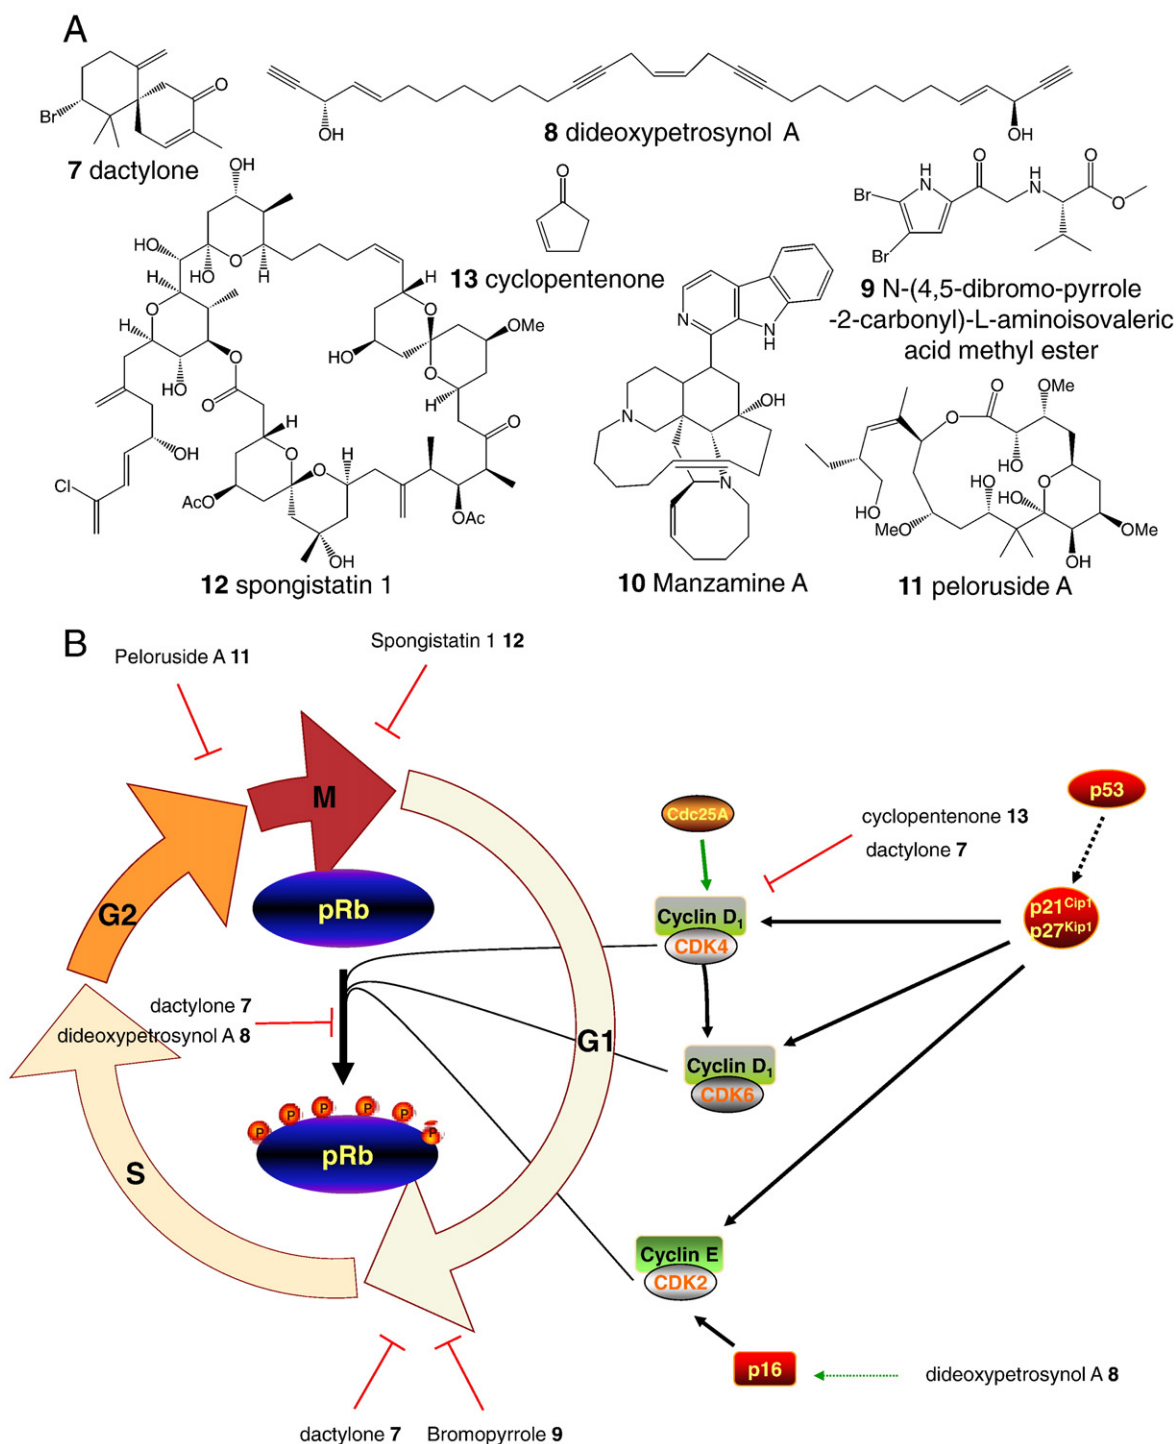 A
Br
O
7 dactylone
OH
8 dideoxypetrosynol A
OH
OH
HO
HO
O
H
H
O
H
HO
O
O
Cl
OH
H
O
O
H
AcO
OH
OAc
O
H
O
OMe
HO
O
H
12 spongistatin 1
O
13 cyclopentenone
Br
Br
H
N
O
H
N
O
O
9 N-(4,5-dibromo-pyrrole
-2-carbonyl)-L-aminoisovaleric
acid methyl ester
N
N
H
N
OH
N
10 Manzamine A
O
O
OMe
OH
OH
HO
O
HO
MeO
OMe
OH
11 peloruside A
B
Peloruside A 11
Spongistatin 1 12
M
G2
G1
S
pRb
dactylone 7
dideoxypetrosynol A 8
P P P P P P
pRb
Cdc25A
cyclopentenone 13
dactylone 7
p53
Cyclin D1
CDK4
p21Cip1
p27Kip1
Cyclin D1
CDK6
Cyclin E
CDK2
p16
dideoxypetrosynol A 8
dactylone 7
Bromopyrrole 9